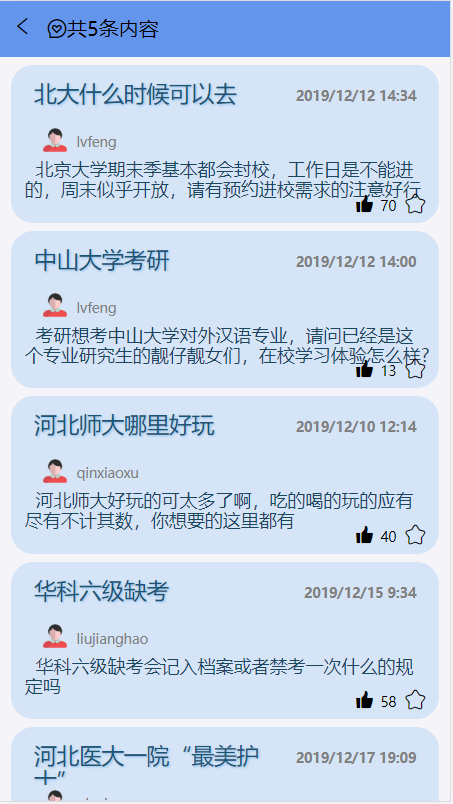 共5条内容
北大什么时候可以去 2019/12/12 14:34
lvfeng
北京大学期末季基本都会封校，工作日是不能进
的，周末似乎开放，请有预约进校需求的注意好行
70
中山大学考研 2019/12/12 14:00
lvfeng
考研想考中山大学对外汉语专业，请问已经是这
个专业研究生的靓仔靓女们，在校学习体验怎么样?
13
河北师大哪里好玩 2019/12/10 12:14
qinxiaoxu
河北师大好玩的可太多了啊，吃的喝的玩的应有
尽有不计其数，你想要的这里都有
40
华科六级缺考 2019/12/15 9:34
liujianghao
华科六级缺考会记入档案或者禁考一次什么的规
定吗
58
河北医大一院“最美护 2019/12/17 19:09
士”